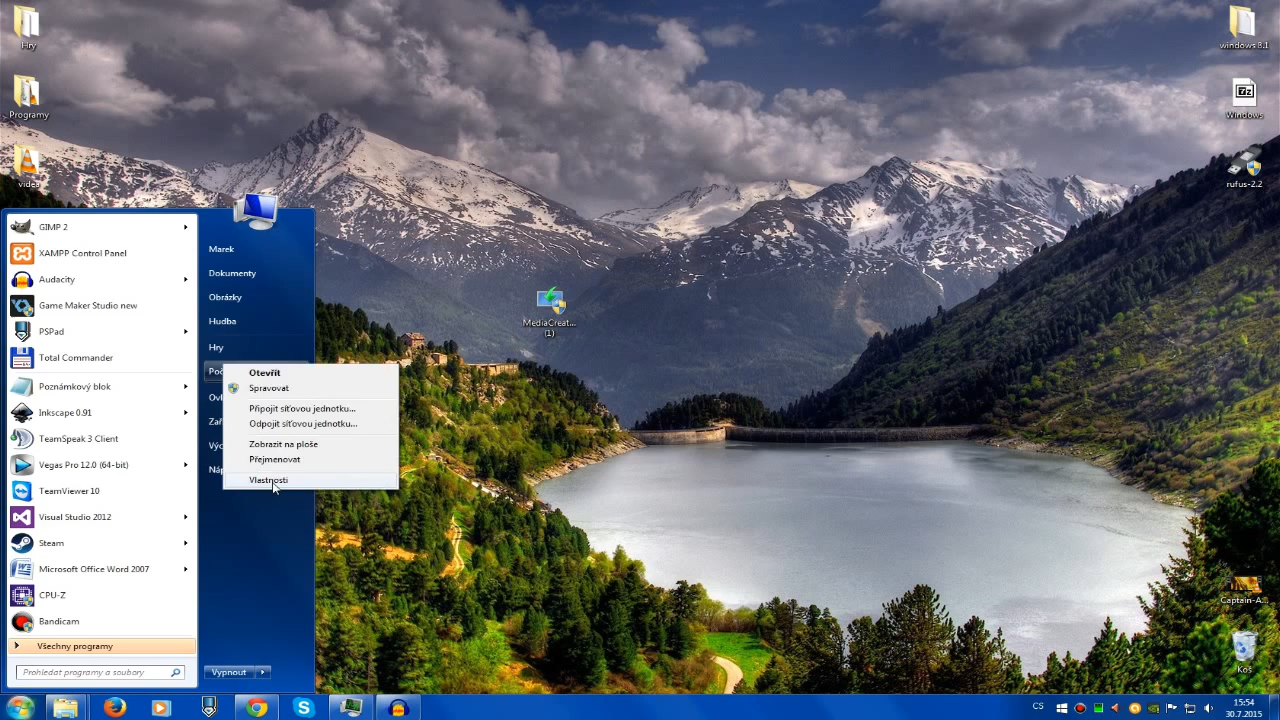 Hry
Programy
videa
windows 8.1
Windows
rufus-2.2
MediaCreat...
(1)
Captain-A...
Koš
GIMP 2
XAMPP Control Panel
Audacity
Game Maker Studio new
PSPad
Total Commander
Poznámkový blok
Inkscape 0.91
TeamSpeak 3 Client
Vegas Pro 12.0 (64-bit)
TeamViewer 10
Visual Studio 2012
Steam
Microsoft Office Word 2007
CPU-Z
Bandicam
Všechny programy
Prohledat programy a soubory
Marek
Dokumenty
Obrázky
Hudba
Hry
Otevřít
Spravovat
Připojit síťovou jednotku...
Odpojit síťovou jednotku...
Zobrazit na ploše
Přejmenovat
Vlastnosti
Vypnout
CS
15:54
30.7.2015